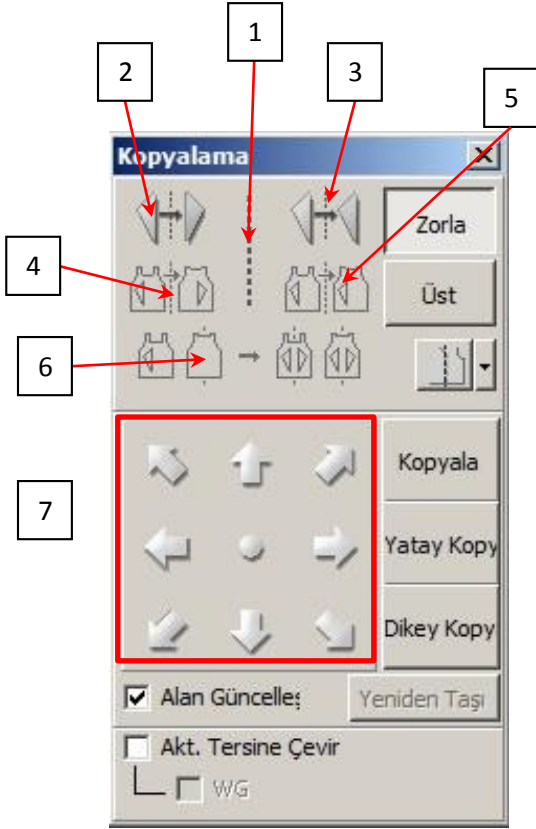 1
2
3
5
Kopyalama
Zorla
4
Üst
6
7
Kopyala
Yatay Kopy
Dikey Kopy
Alan Güncelleş
Yeniden Taşı
Akt. Tersine Çevir
WG